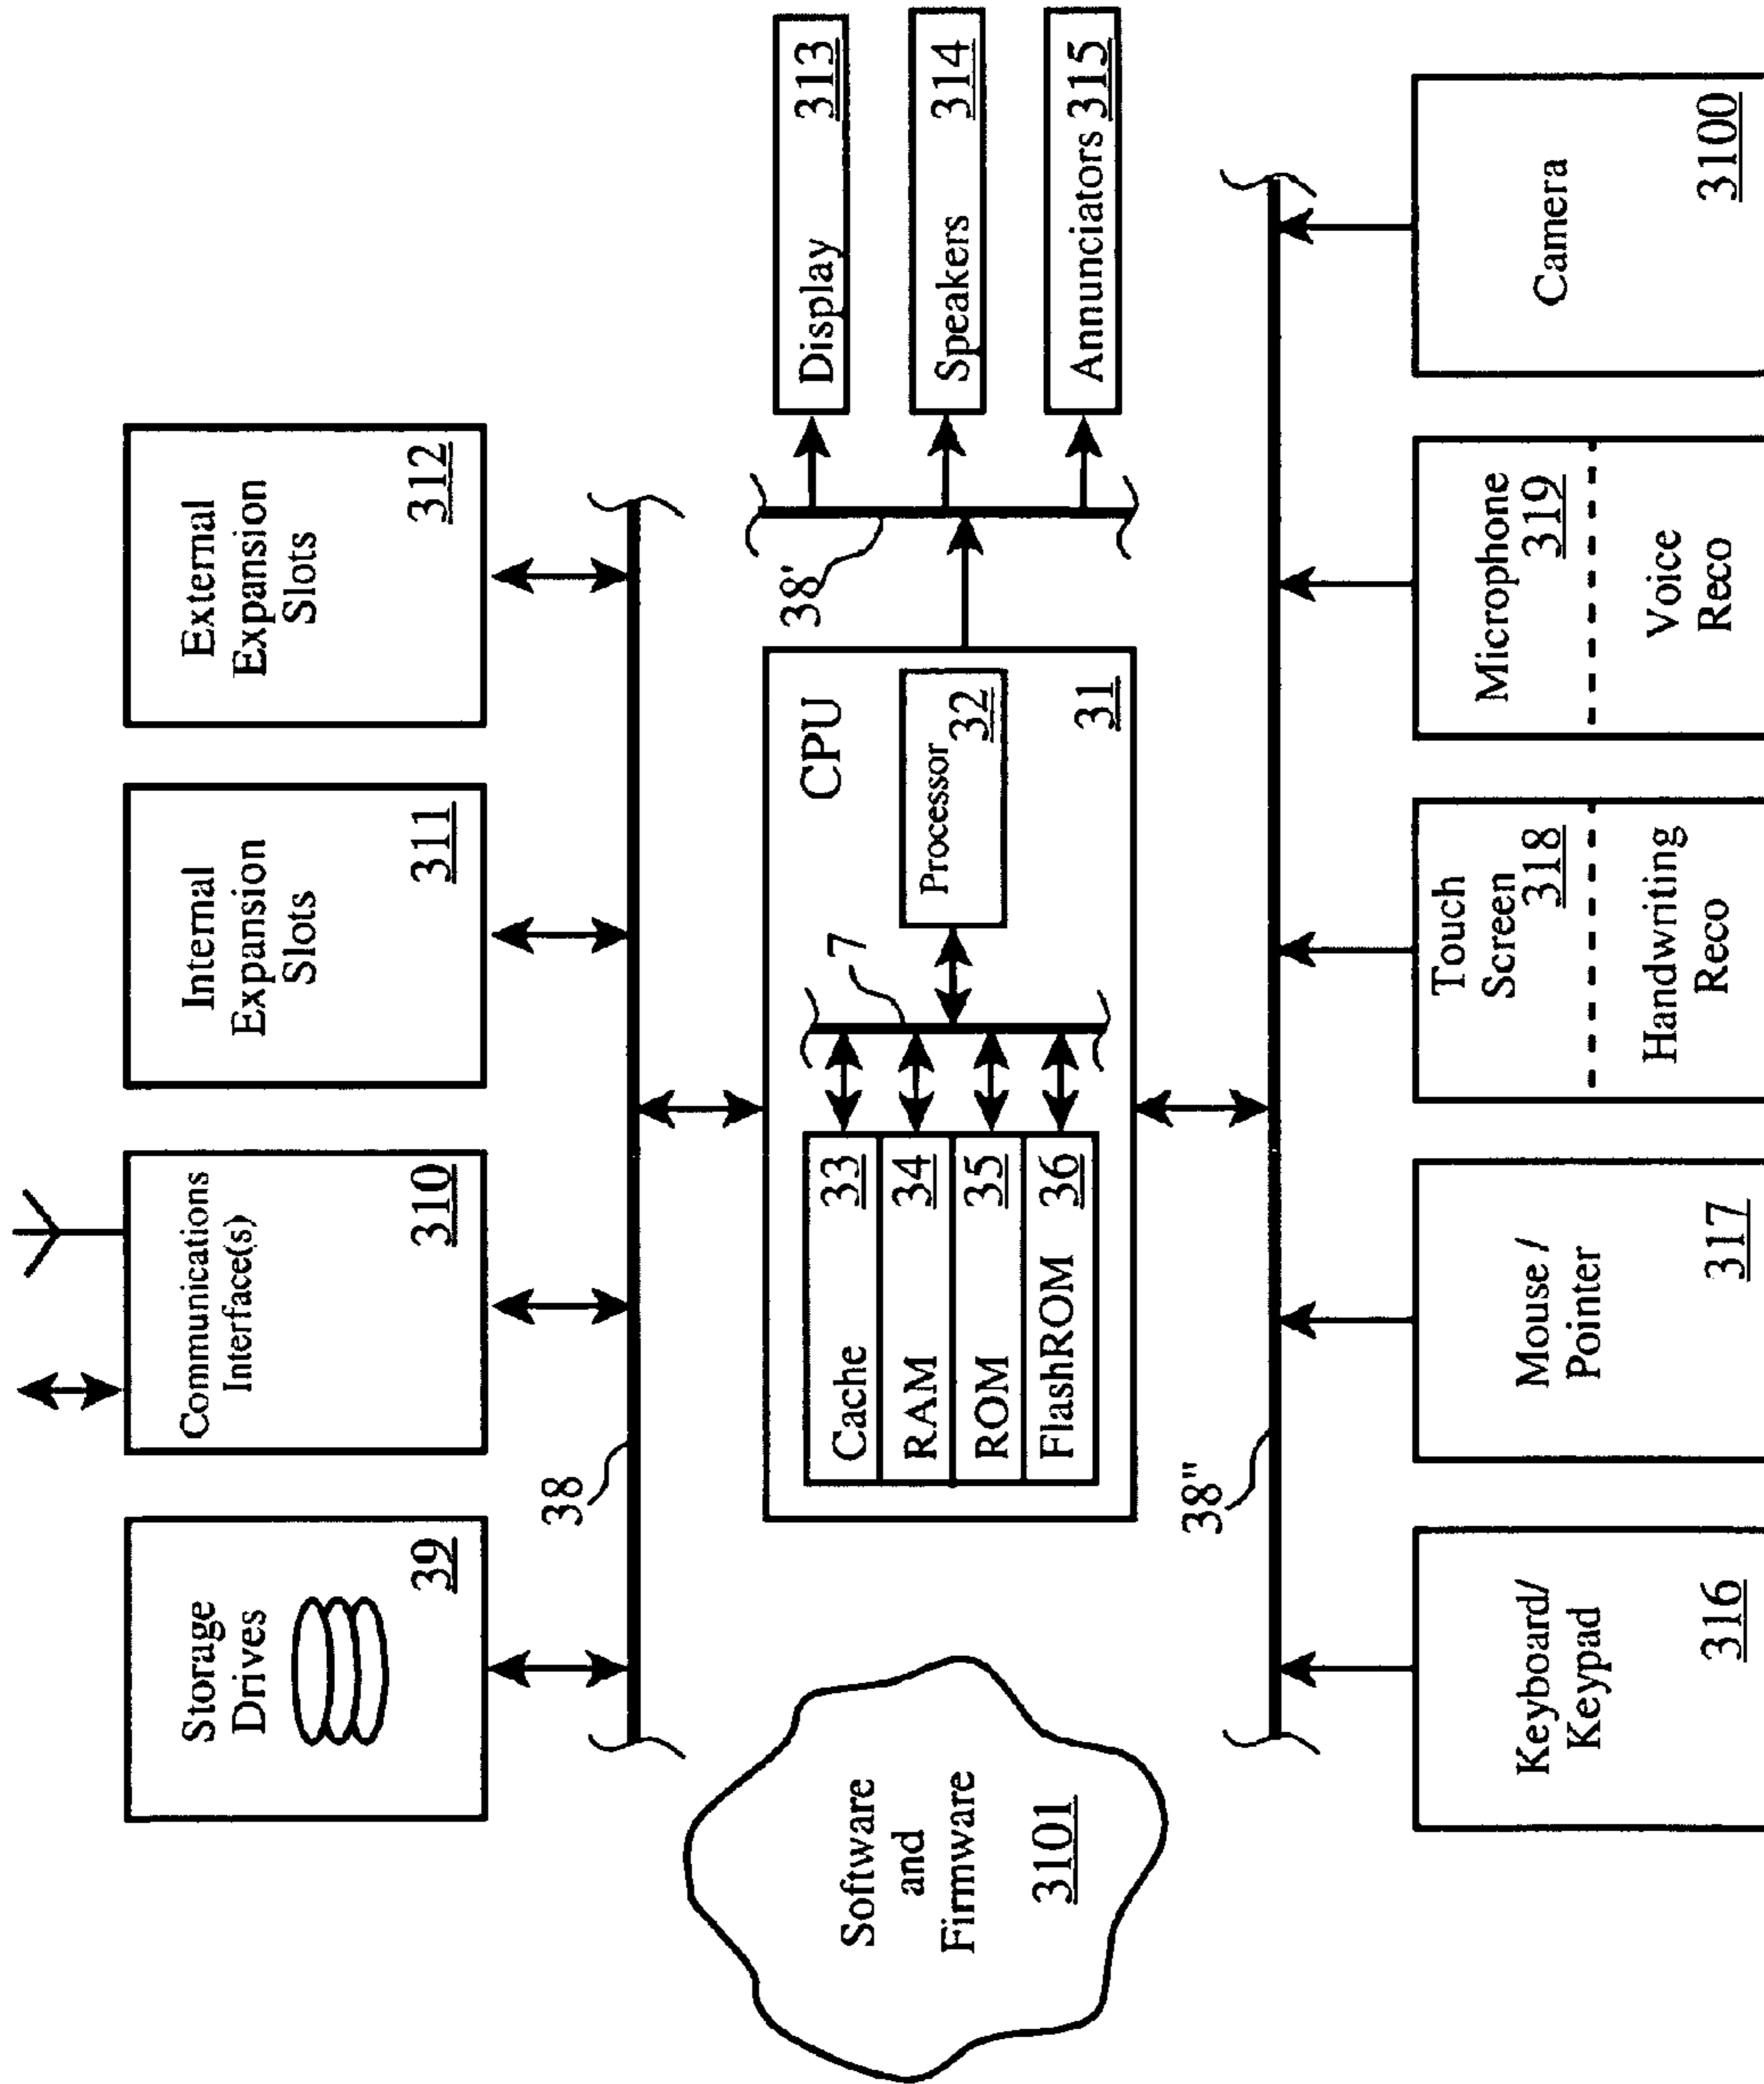 Storage
Drives
39
Communications
Interface(s)
310
Internal
Expansion
Slots
311
External
Expansion
Slots
312
38
Software
and
Firmware
3101
CPU
Cache 33
RAM 34
ROM 35
FlashROM 36
7
Processor
32
31
38'
Display 313
Speakers 314
Annunciators 315
38"
Keyboard/
Keypad
316
Mouse /
Pointer
317
Touch
Screen
318
Handwriting
Reco
Microphone
319
Voice
Reco
Camera
3100